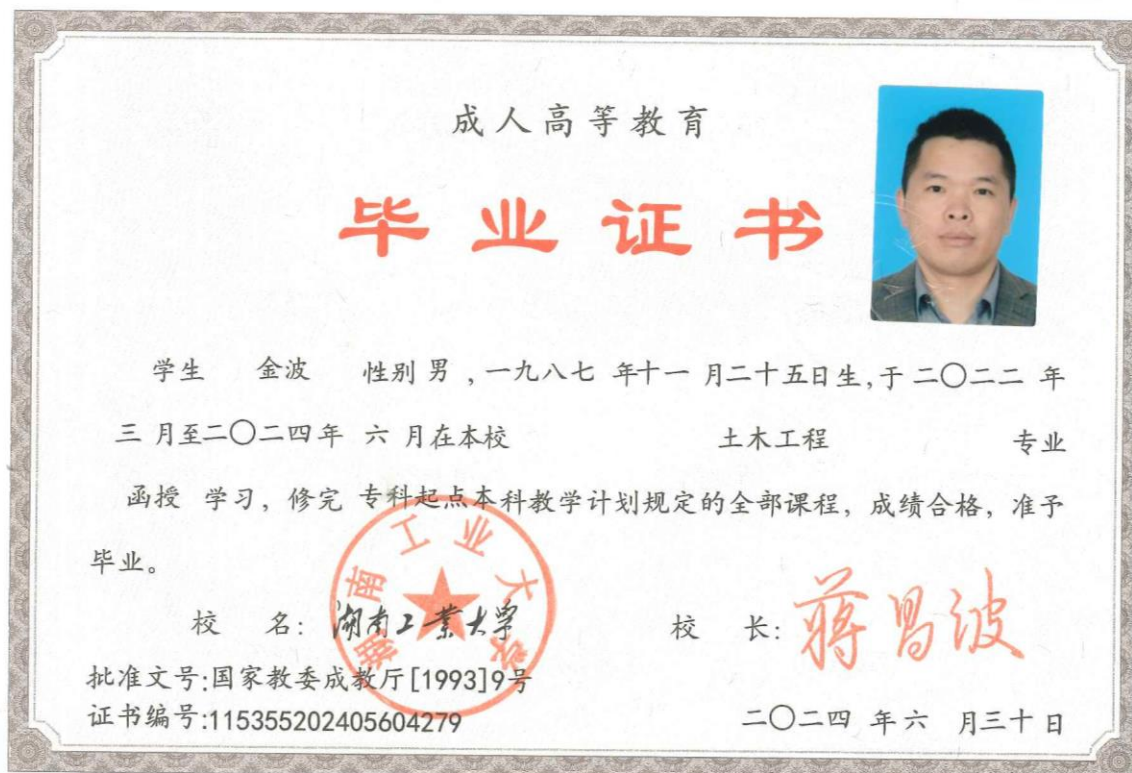 成人高等教育
毕业证书
学生 金波 性别 男 ,一九八七 年十一 月二十五日生,于 二〇二二 年
三 月至二〇二四年 六 月在本校 土木工程 专业
函授 学习, 修完 专科起点本科教学计划规定的全部课程, 成绩合格, 准予
毕业。
湖南工业大学
校 名: 湖南工業大学 校 长: 蒋昌波
批准文号:国家教委成教厅[1993]9号
证书编号:115355202405604279 二〇二四 年 六 月三十日